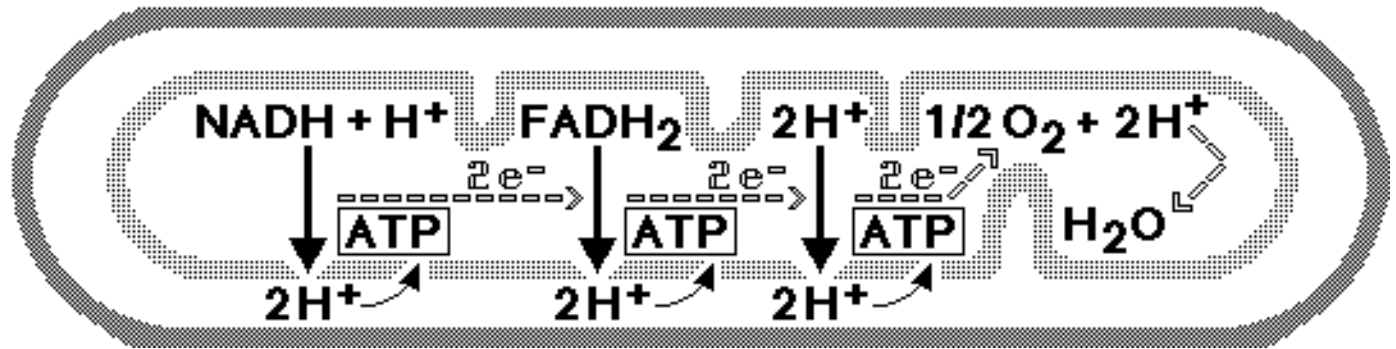 NADH + H⁺ FADH₂ 2H⁺ 1/2 O₂ + 2H⁺
2e⁻ 2e⁻ 2e⁻
ATP ATP ATP H₂O
2H⁺ 2H⁺ 2H⁺